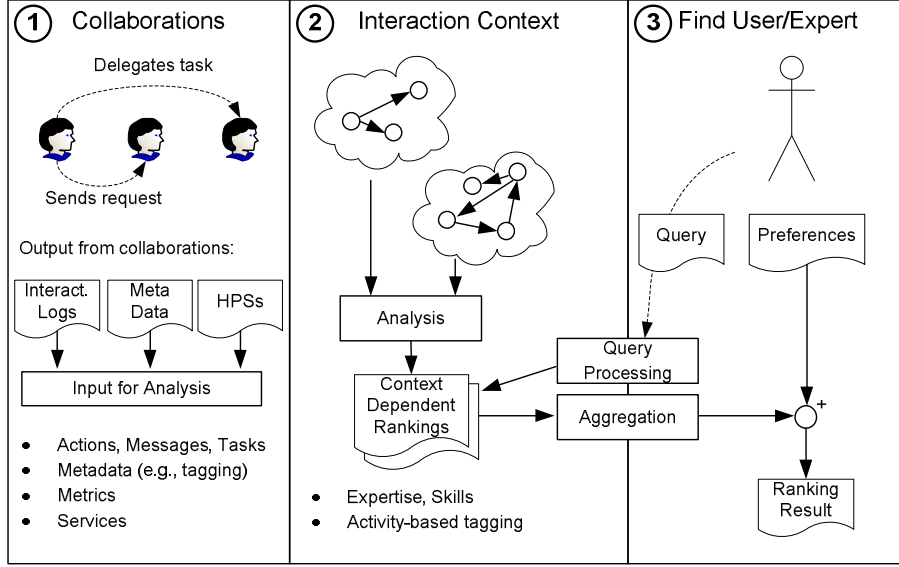 1 Collaborations
Delegates task
Sends request
Output from collaborations:
Interact.
Logs
Meta
Data
HPSs
Input for Analysis
• Actions, Messages, Tasks
• Metadata (e.g., tagging)
• Metrics
• Services
2 Interaction Context
Analysis
Context
Dependent
Rankings
• Expertise, Skills
• Activity-based tagging
3 Find User/Expert
Query
Preferences
Query
Processing
Aggregation
+
Ranking
Result